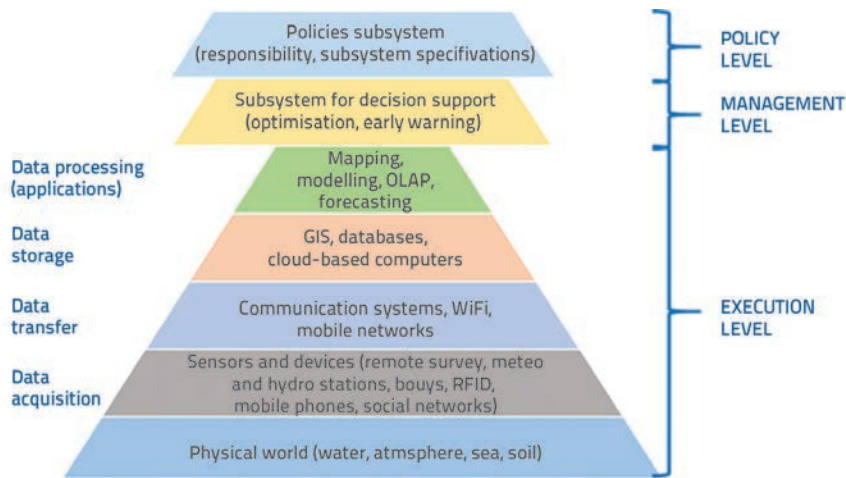 Policies subsystem
(responsibility, subsystem specifivations)
POLICY
LEVEL
Subsystem for decision support
(optimisation, early warning)
MANAGEMENT
LEVEL
Data processing
(applications)
Mapping,
modelling, OLAP,
forecasting
Data
storage
GIS, databases,
cloud-based computers
Data
transfer
Communication systems, WiFi,
mobile networks
EXECUTION
LEVEL
Data
acquisition
Sensors and devices (remote survey, meteo
and hydro stations, bouys, RFID,
mobile phones, social networks)
Physical world (water, atmsphere, sea, soil)